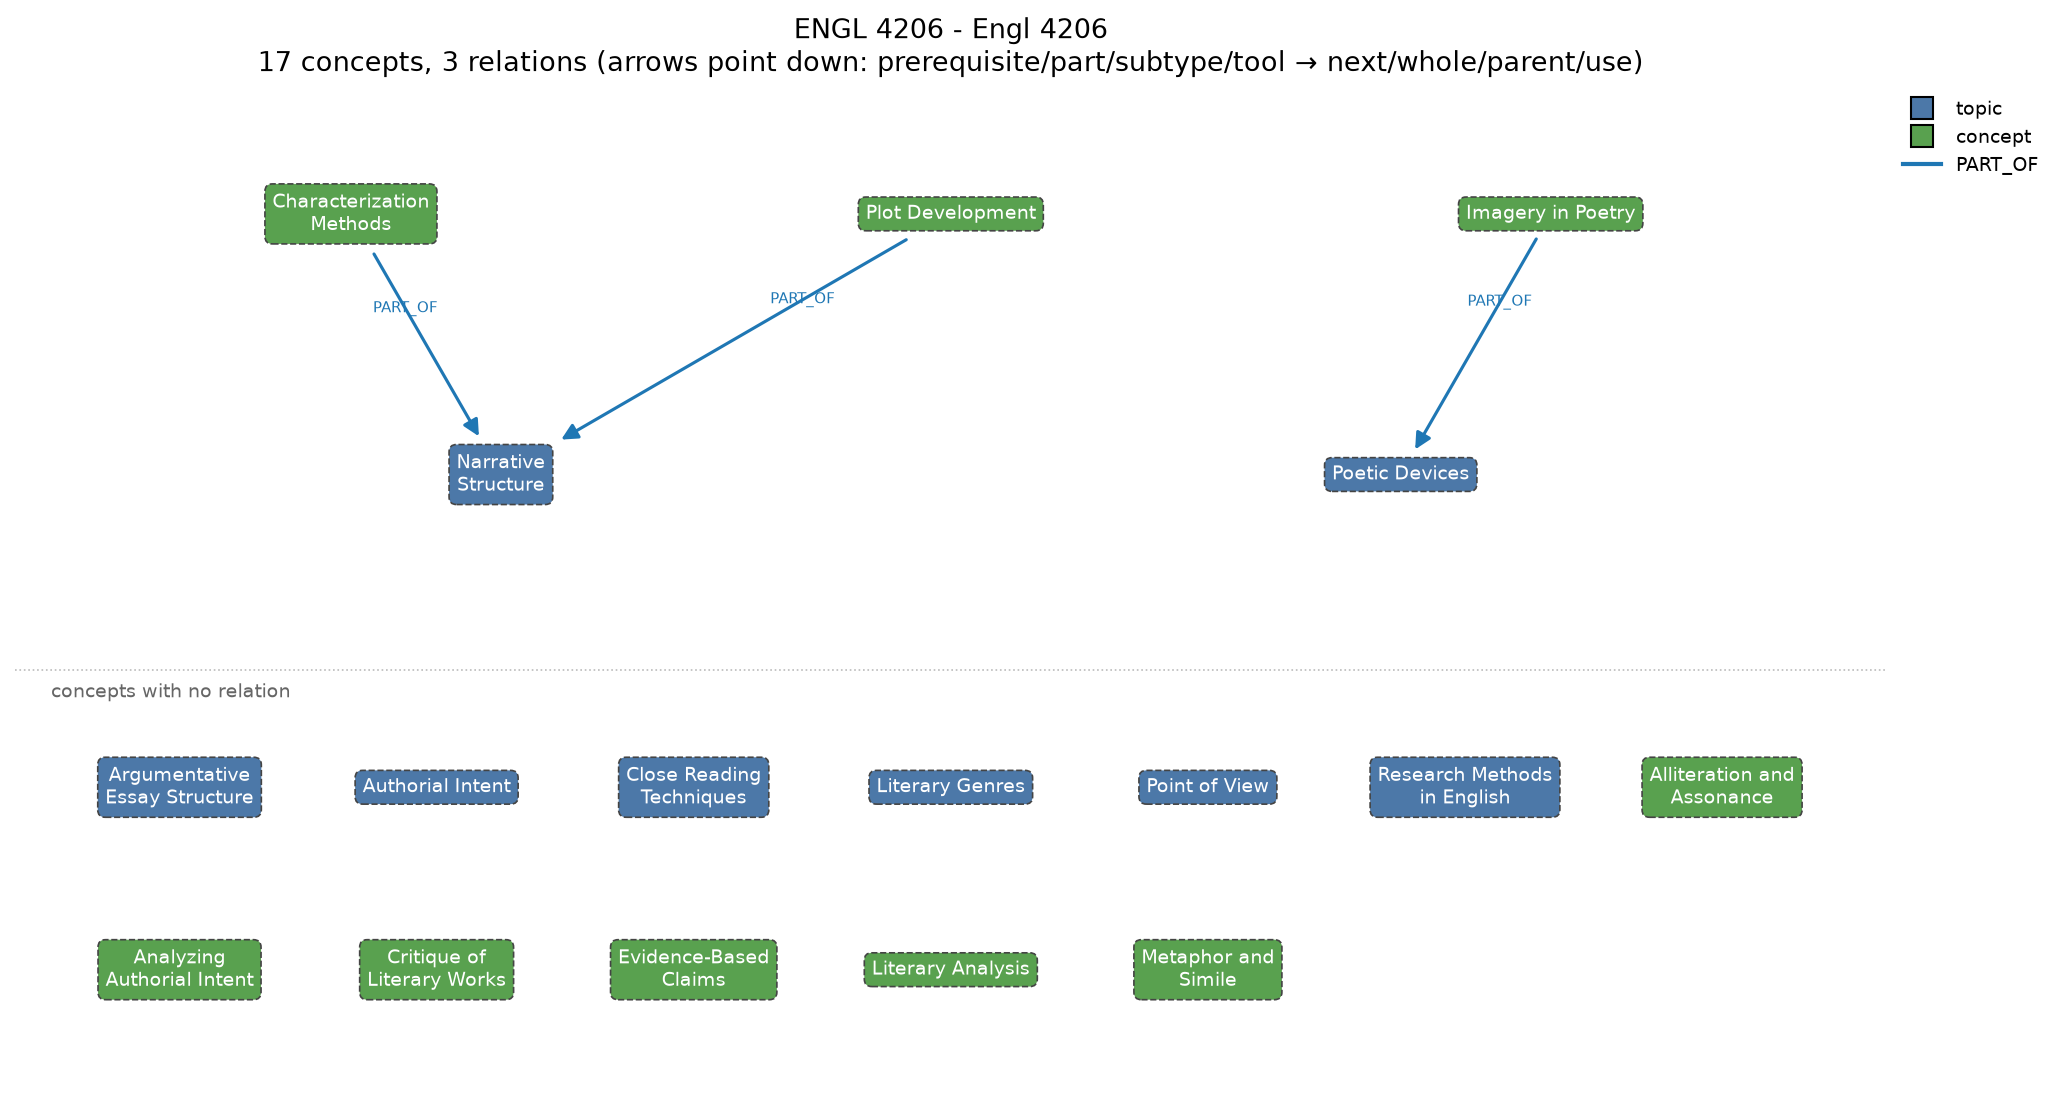 ENGL 4206 - Engl 4206
17 concepts, 3 relations (arrows point down: prerequisite/part/subtype/tool → next/whole/parent/use)
topic
concept
PART_OF
Characterization
Methods
Plot Development
Imagery in Poetry
PART_OF
PART_OF
PART_OF
Narrative
Structure
Poetic Devices
concepts with no relation
Argumentative
Essay Structure
Authorial Intent
Close Reading
Techniques
Literary Genres
Point of View
Research Methods
in English
Alliteration and
Assonance
Analyzing
Authorial Intent
Critique of
Literary Works
Evidence-Based
Claims
Literary Analysis
Metaphor and
Simile